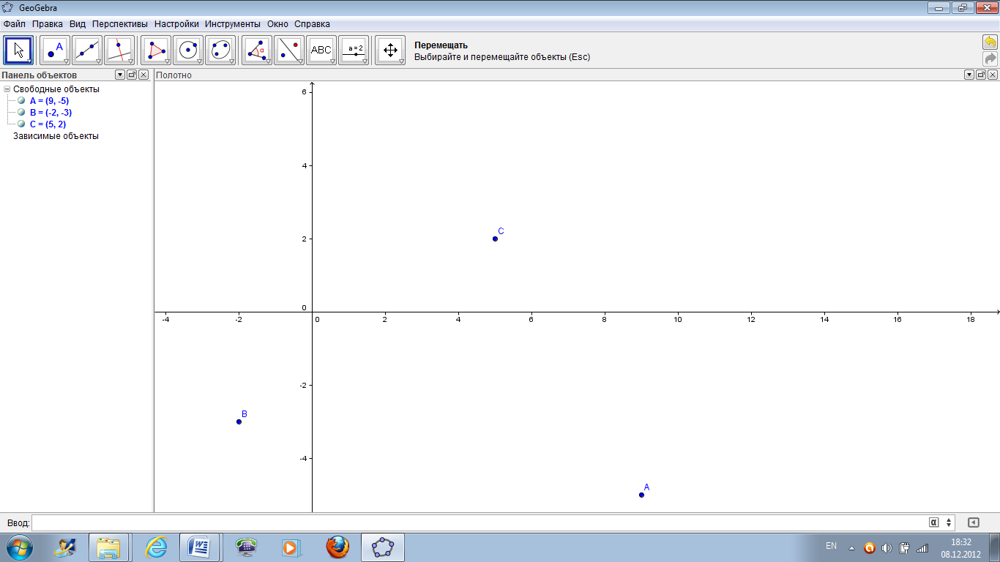 GeoGebra
Файл Правка Вид Перспективы Настройки Инструменты Окно Справка
A
α
ABC
a = 2
Перемещать
Выбирайте и перемещайте объекты (Esc)
Панель объектов
Полотно
Свободные объекты
A = (9, -5)
B = (-2, -3)
C = (5, 2)
Зависимые объекты
6
4
C
2
0
-4 -2 0 2 4 6 8 10 12 14 16 18
-2
B
-4
A
Ввод:
α
EN
18:32
08.12.2012